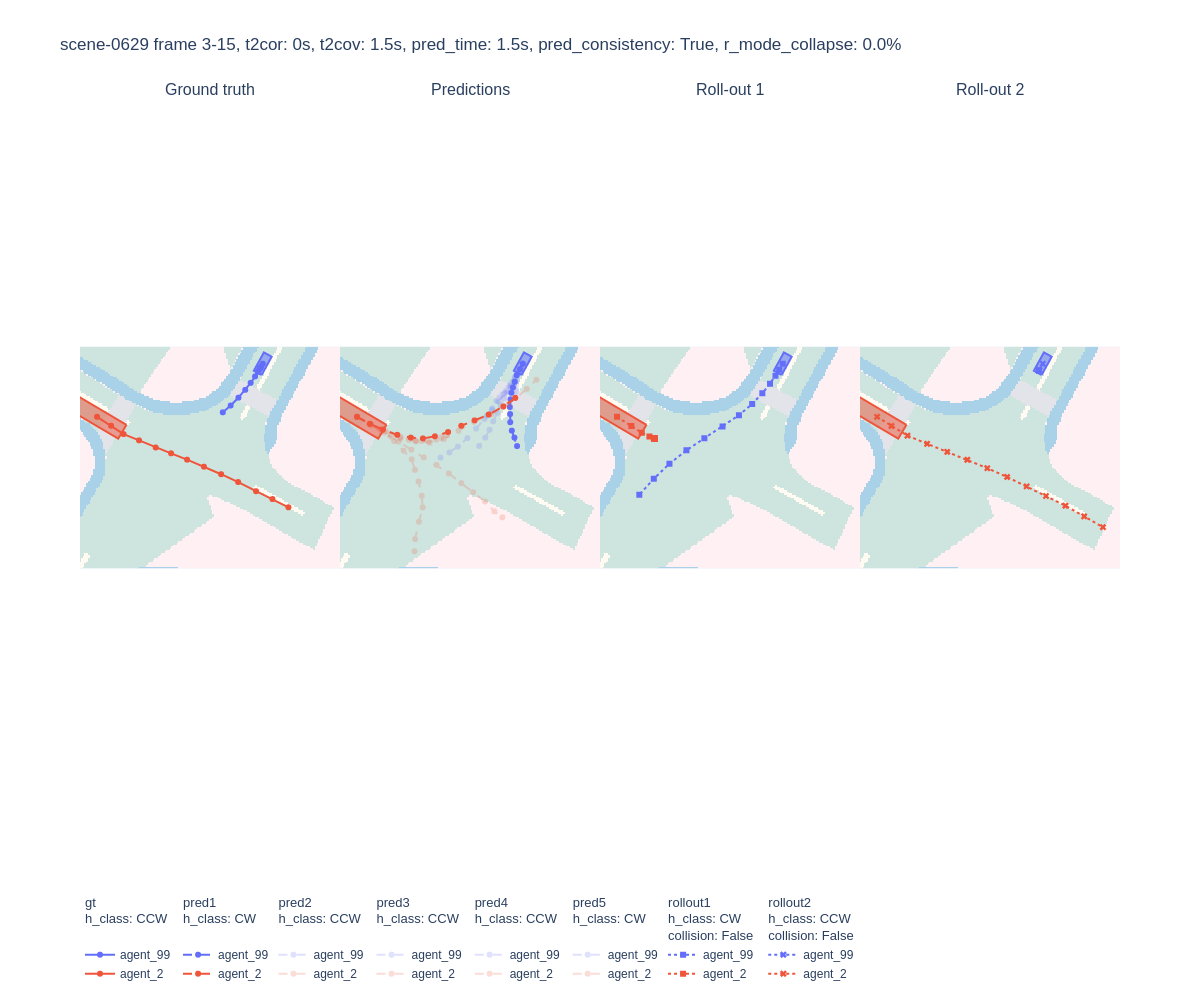 scene-0629 frame 3-15, t2cor: 0s, t2cov: 1.5s, pred_time: 1.5s, pred_consistency: True, r_mode_collapse: 0.0%
Ground truth Predictions Roll-out 1 Roll-out 2
gt pred1 pred2 pred3 pred4 pred5 rollout1 rollout2
h_class: CCW h_class: CW h_class: CCW h_class: CCW h_class: CCW h_class: CW h_class: CW h_class: CCW
collision: False collision: False
agent_99 agent_99 agent_99 agent_99 agent_99 agent_99 agent_99 agent_99
agent_2 agent_2 agent_2 agent_2 agent_2 agent_2 agent_2 agent_2